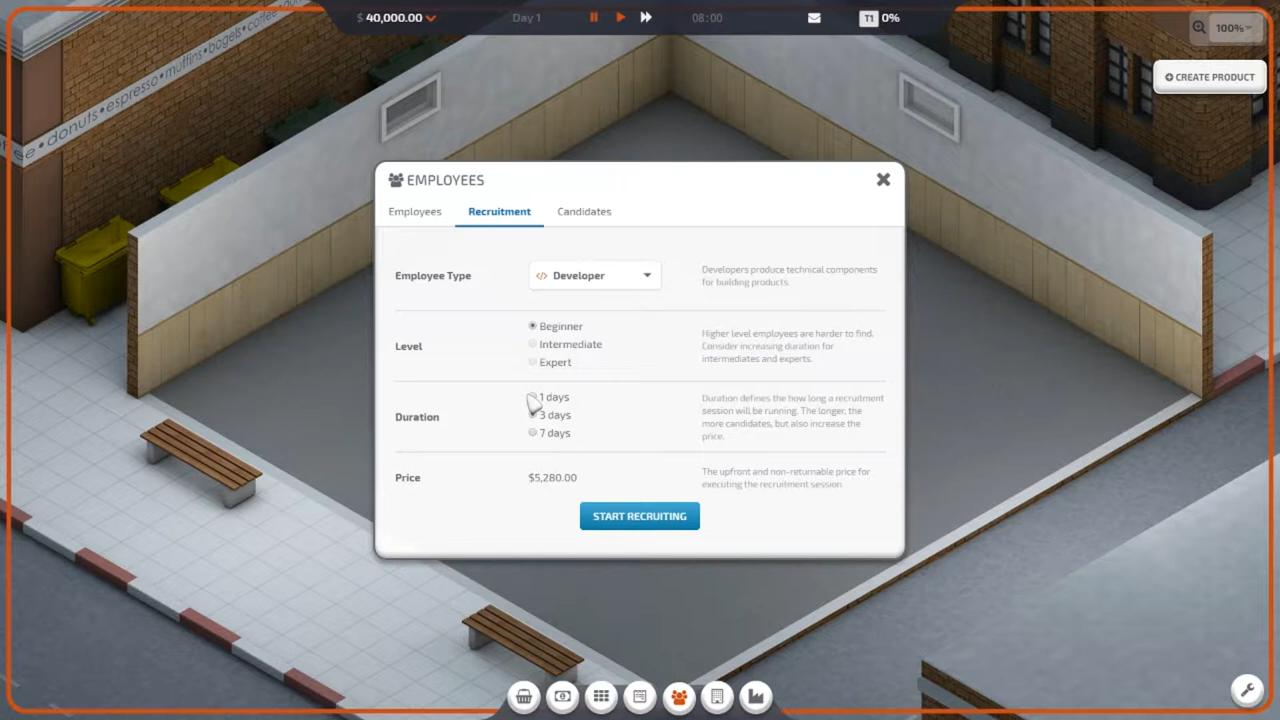 $ 40,000.00
Day 1
08:00
T1 0%
100%
CREATE PRODUCT
donuts • espresso • muffins • bagels • coffee
EMPLOYEES
Employees
Recruitment
Candidates
Employee Type
</> Developer
Developers produce technical components
for building products.
Level
Beginner
Intermediate
Expert
Higher level employees are harder to find.
Consider increasing duration for
intermediates and experts.
Duration
1 days
3 days
7 days
Duration defines the how long a recruitment
session will be running. The longer, the
more candidates, but also increase the
price.
Price
$5,280.00
The upfront and non-returnable price for
executing the recruitment session
START RECRUITING